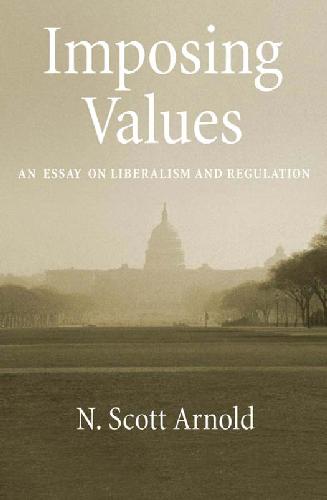 Imposing
Values
AN ESSAY ON LIBERALISM AND REGULATION
N. Scott Arnold